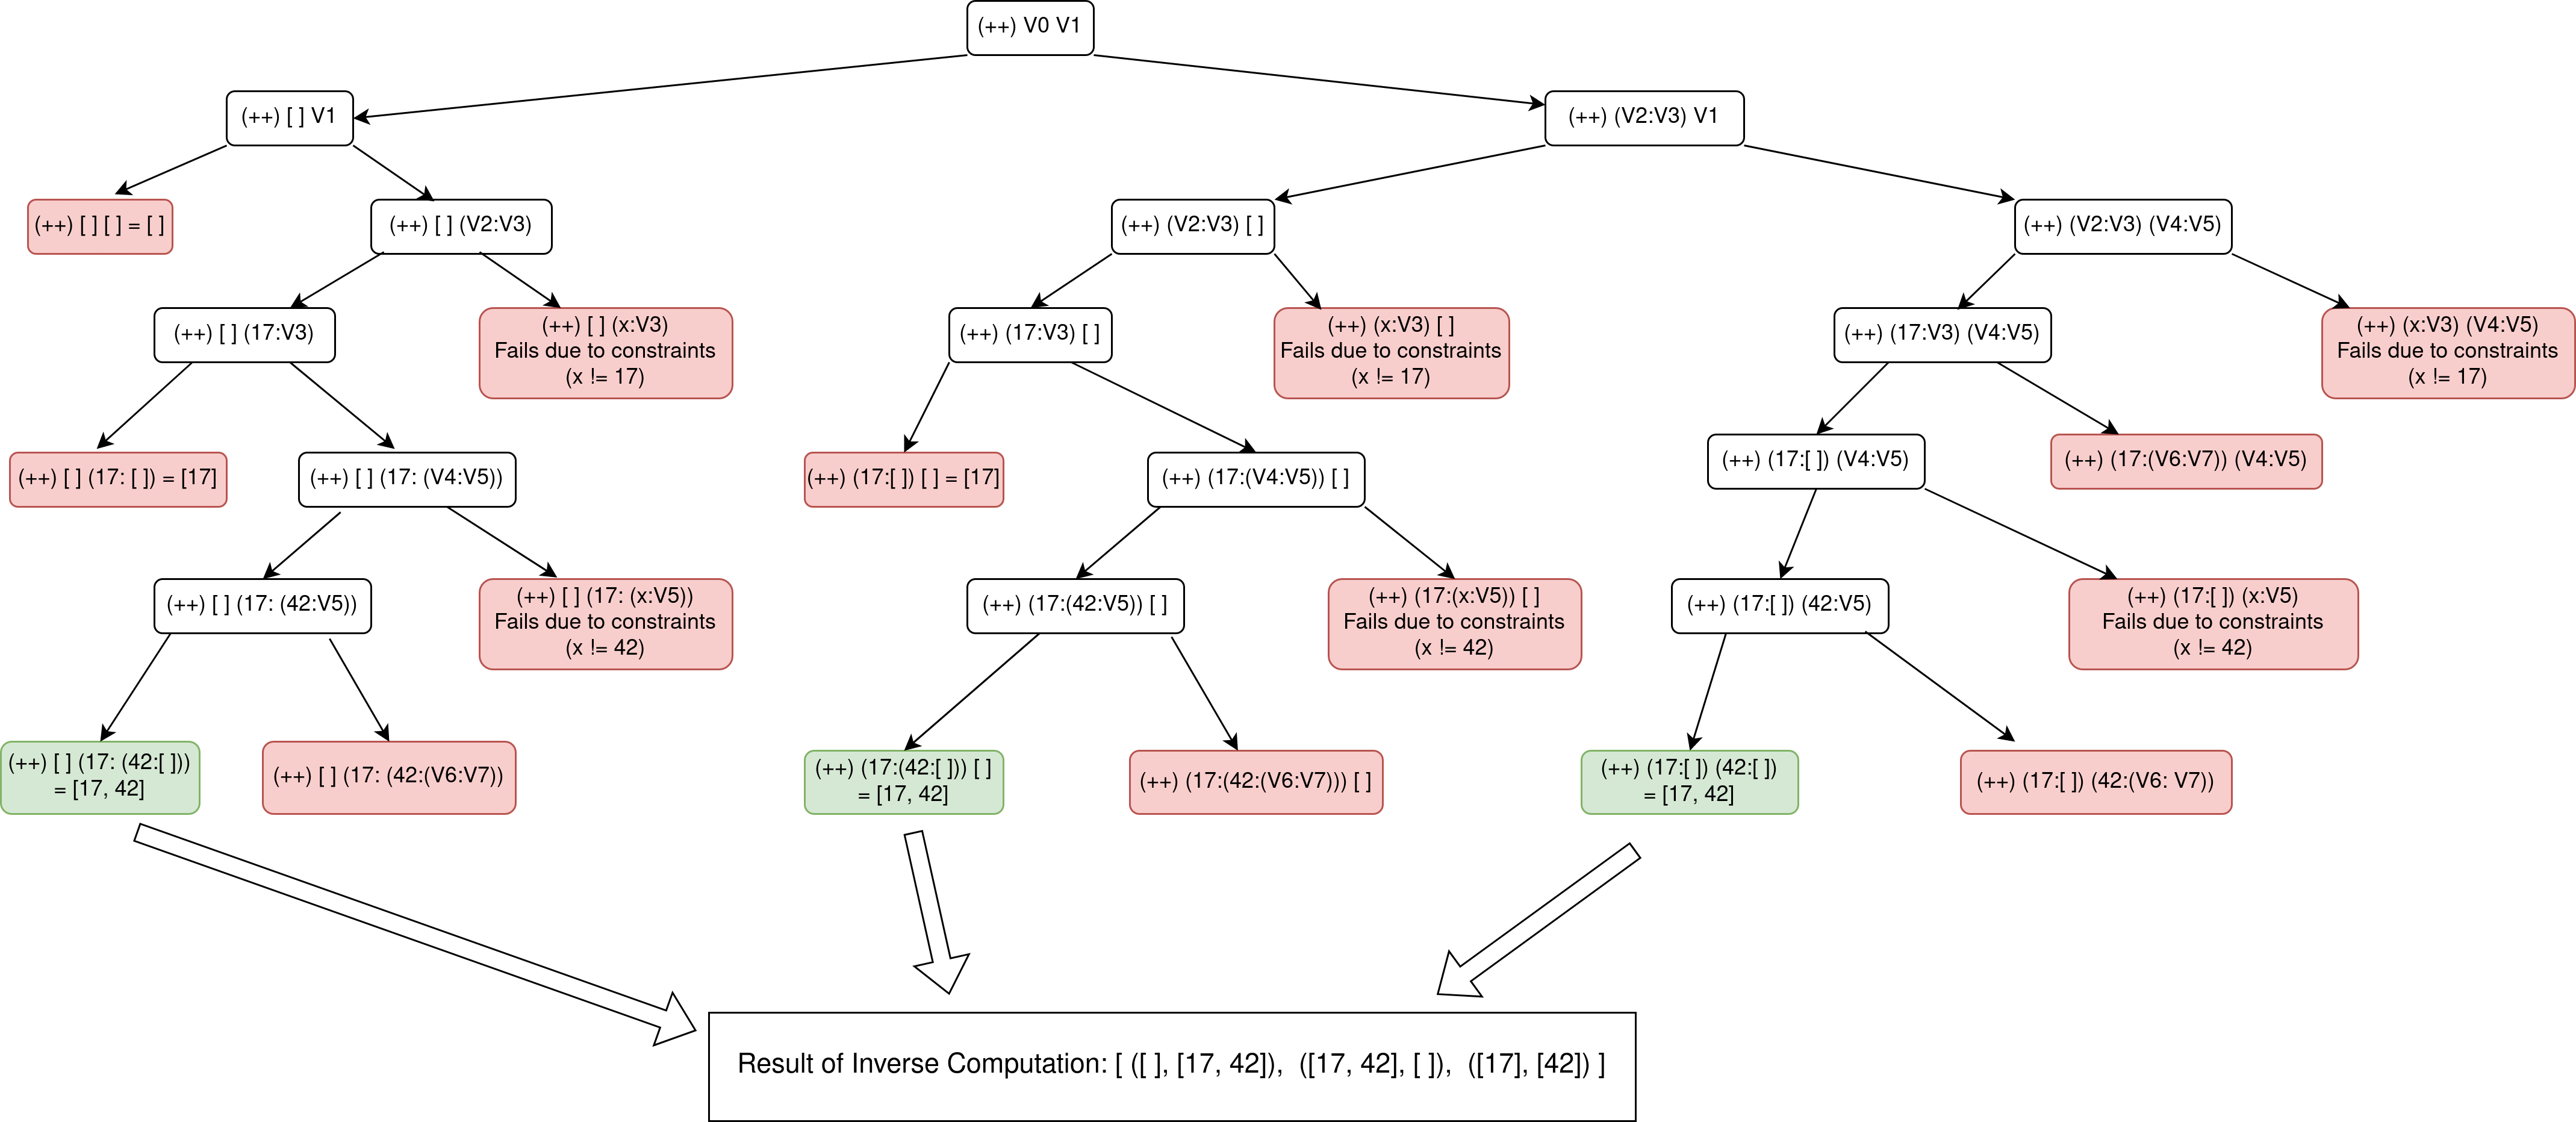 (++) V0 V1
(++) [ ] V1
(++) (V2:V3) V1
(++) [ ] [ ] = [ ]
(++) [ ] (V2:V3)
(++) (V2:V3) [ ]
(++) (V2:V3) (V4:V5)
(++) [ ] (17:V3)
(++) [ ] (x:V3)
Fails due to constraints
(x != 17)
(++) (17:V3) [ ]
(++) (x:V3) [ ]
Fails due to constraints
(x != 17)
(++) (17:V3) (V4:V5)
(++) (x:V3) (V4:V5)
Fails due to constraints
(x != 17)
(++) [ ] (17: [ ]) = [17]
(++) [ ] (17: (V4:V5))
(++) (17:[ ]) [ ] = [17]
(++) (17:(V4:V5)) [ ]
(++) (17:[ ]) (V4:V5)
(++) (17:(V6:V7)) (V4:V5)
(++) [ ] (17: (42:V5))
(++) [ ] (17: (x:V5))
Fails due to constraints
(x != 42)
(++) (17:(42:V5)) [ ]
(++) (17:(x:V5)) [ ]
Fails due to constraints
(x != 42)
(++) (17:[ ]) (42:V5)
(++) (17:[ ]) (x:V5)
Fails due to constraints
(x != 42)
(++) [ ] (17: (42:[ ]))
= [17, 42]
(++) [ ] (17: (42:(V6:V7))
(++) (17:(42:[ ])) [ ]
= [17, 42]
(++) (17:(42:(V6:V7))) [ ]
(++) (17:[ ]) (42:[ ])
= [17, 42]
(++) (17:[ ]) (42:(V6: V7))
Result of Inverse Computation: [ ([ ], [17, 42]),  ([17, 42], [ ]),  ([17], [42]) ]